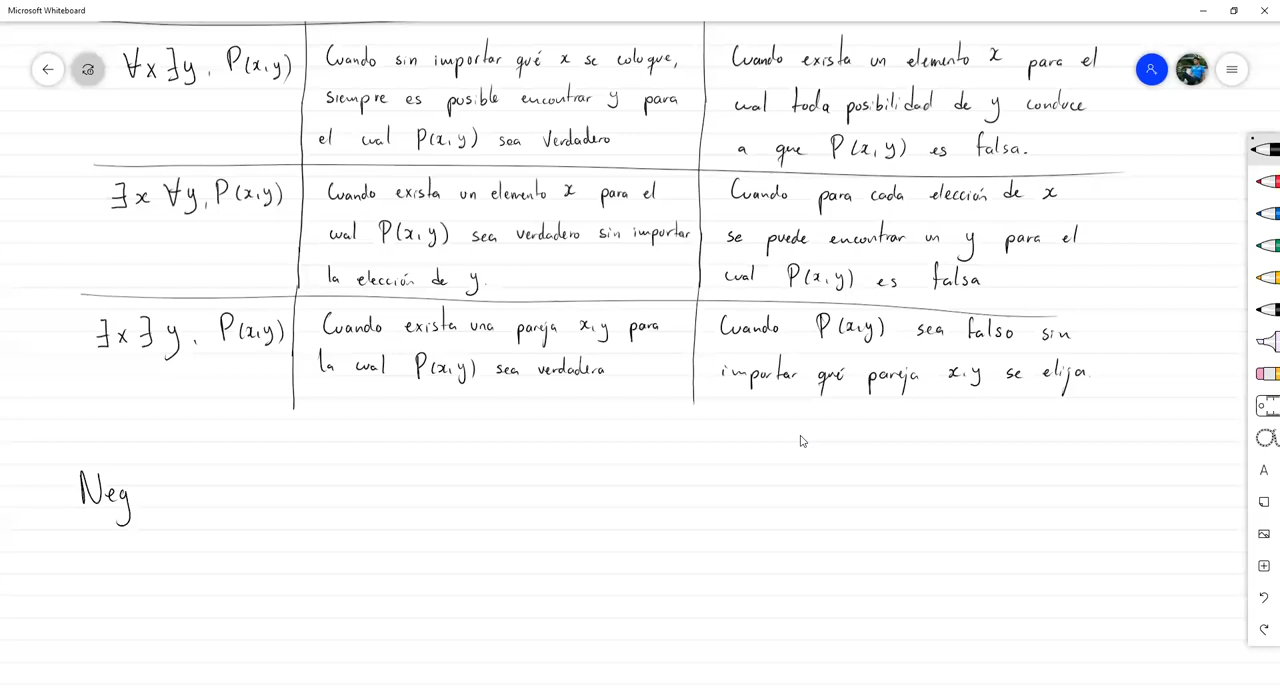 Microsoft Whiteboard
∀x ∃y, P(x,y)
Cuando sin importar qué x se coloque,
siempre es posible encontrar y para
el cual P(x,y) sea verdadero
Cuando exista un elemento x para el
cual toda posibilidad de y conduce
a que P(x,y) es falsa.
∃x ∀y, P(x,y)
Cuando exista un elemento x para el
cual P(x,y) sea verdadero sin importar
la elección de y.
Cuando para cada elección de x
se puede encontrar un y para el
cual P(x,y) es falsa
∃x ∃y, P(x,y)
Cuando exista una pareja x,y para
la cual P(x,y) sea verdadera
Cuando P(x,y) sea falso sin
importar qué pareja x,y se elija.
Neg